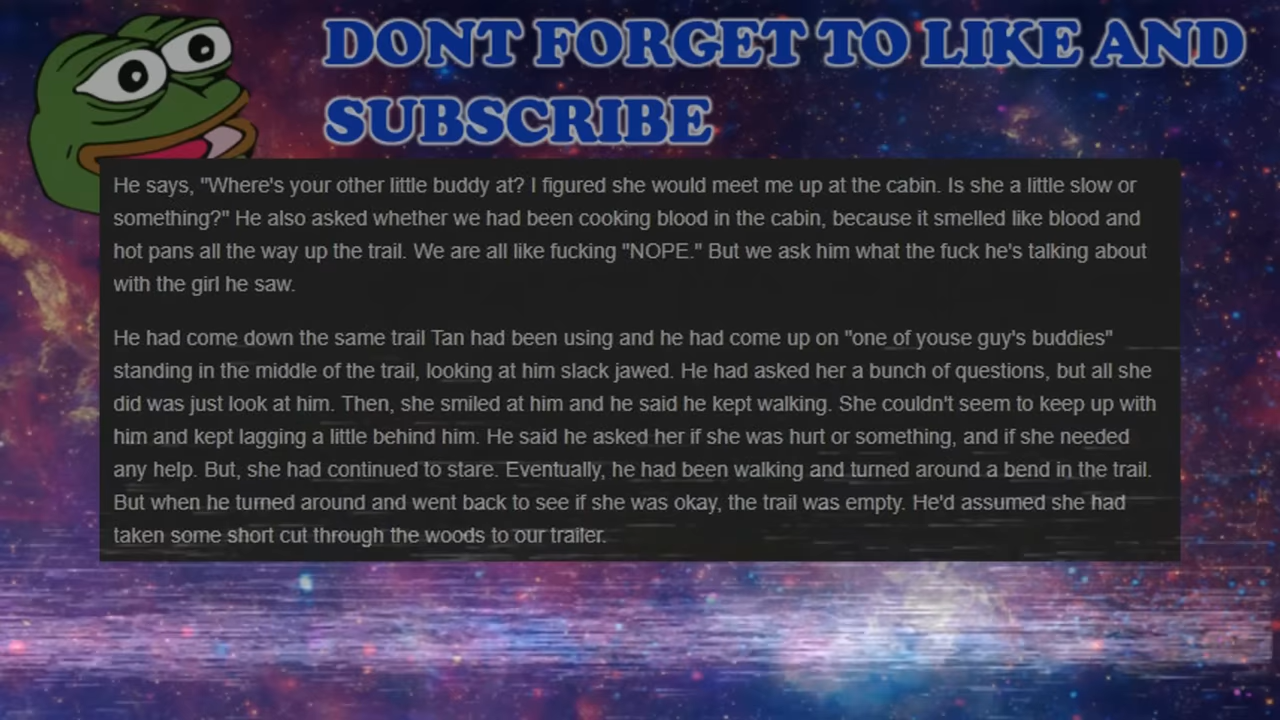 DONT FORGET TO LIKE AND
SUBSCRIBE
He says, "Where's your other little buddy at? I figured she would meet me up at the cabin. Is she a little slow or
something?" He also asked whether we had been cooking blood in the cabin, because it smelled like blood and
hot pans all the way up the trail. We are all like fucking "NOPE." But we ask him what the fuck he's talking about
with the girl he saw.
He had come down the same trail Tan had been using and he had come up on "one of youse guy's buddies"
standing in the middle of the trail, looking at him slack jawed. He had asked her a bunch of questions, but all she
did was just look at him. Then, she smiled at him and he said he kept walking. She couldn't seem to keep up with
him and kept lagging a little behind him. He said he asked her if she was hurt or something, and if she needed
any help. But, she had continued to stare. Eventually, he had been walking and turned around a bend in the trail.
But when he turned around and went back to see if she was okay, the trail was empty. He'd assumed she had
taken some short cut through the woods to our trailer.